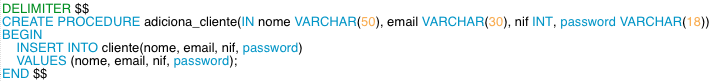 DELIMITER $$
CREATE PROCEDURE adiciona_cliente(IN nome VARCHAR(50), email VARCHAR(30), nif INT, password VARCHAR(18))
BEGIN
    INSERT INTO cliente(nome, email, nif, password)
    VALUES (nome, email, nif, password);
END $$